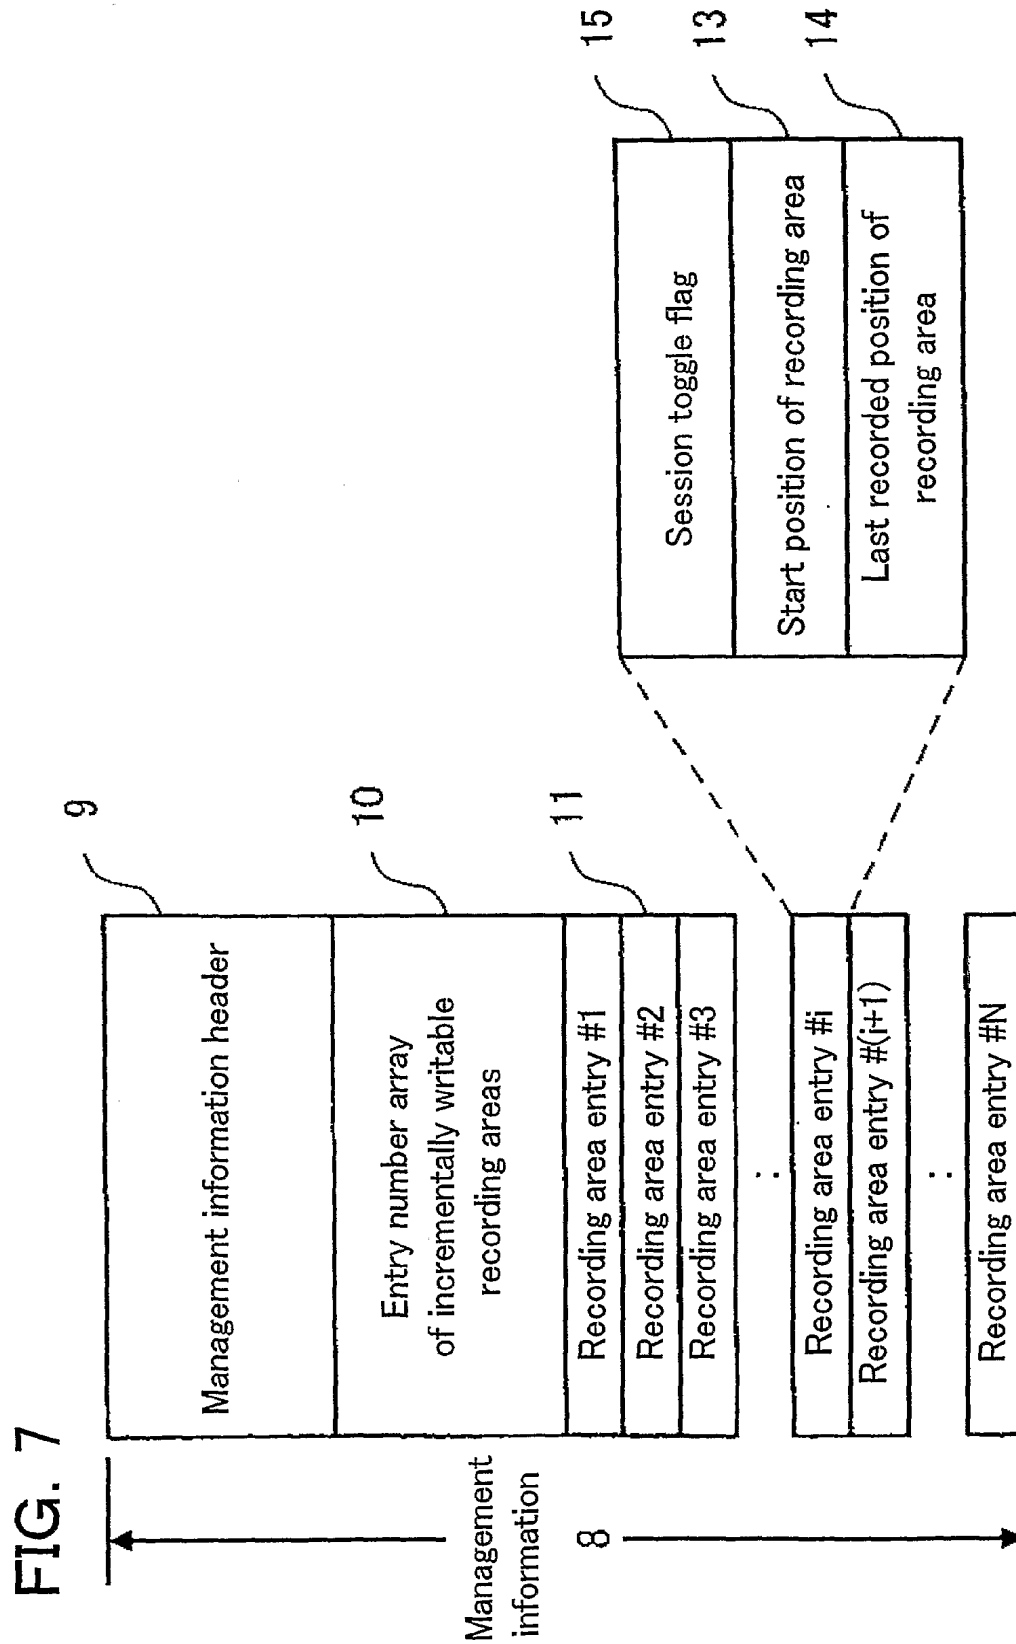 FIG. 7
Management
information
8
Management information header
9
Entry number array
of incrementally writable
recording areas
10
Recording area entry #1
Recording area entry #2
11
Recording area entry #3
:
Recording area entry #i
Recording area entry #(i+1)
:
Recording area entry #N
Session toggle flag
15
Start position of recording area
13
Last recorded position of
recording area
14